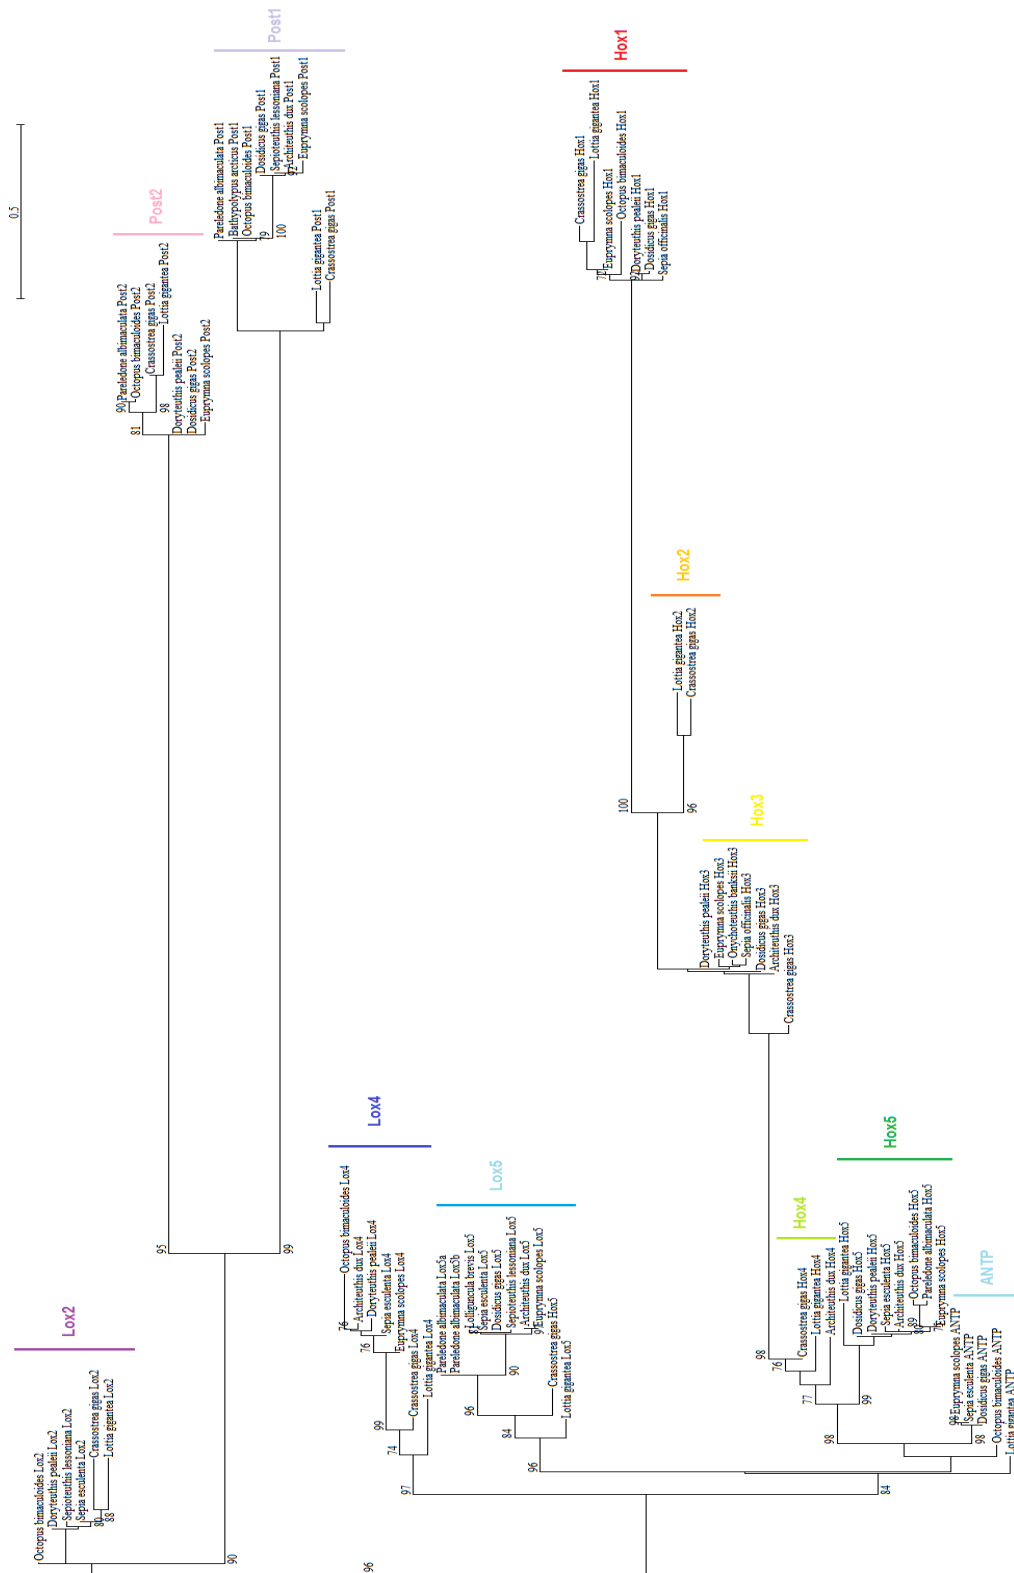 0.5
Post1
Pareledone albimaculata Post1
Bathypolypus arcticus Post1
Octopus bimaculoides Post1
Dosidicus gigas Post1
Sepioteuthis lessoniana Post1
Architeuthis dux Post1
Euprymna scolopes Post1
92
79
100
Lottia gigantea Post1
Crassostrea gigas Post1
Post2
Pareledone albimaculata Post2
Octopus bimaculoides Post2
Crassostrea gigas Post2
Lottia gigantea Post2
Doryteuthis pealeii Post2
Dosidicus gigas Post2
Euprymna scolopes Post2
90
98
81
95
99
90
Hox1
Crassostrea gigas Hox1
Lottia gigantea Hox1
Euprymna scolopes Hox1
Octopus bimaculoides Hox1
Doryteuthis pealeii Hox1
Dosidicus gigas Hox1
Sepia officinalis Hox1
Hox2
Lottia gigantea Hox2
Crassostrea gigas Hox2
100
96
Hox3
Doryteuthis pealeii Hox3
Euprymna scolopes Hox3
Onychoteuthis banksii Hox3
Sepia officinalis Hox3
Dosidicus gigas Hox3
Architeuthis dux Hox3
Crassostrea gigas Hox3
Hox4
Crassostrea gigas Hox4
Lottia gigantea Hox4
Architeuthis dux Hox4
98
76
77
Hox5
Lottia gigantea Hox5
Dosidicus gigas Hox5
Doryteuthis pealeii Hox5
Sepia esculenta Hox5
Architeuthis dux Hox5
Octopus bimaculoides Hox5
Pareledone albimaculata Hox5
Euprymna scolopes Hox5
89
99
98
ANTP
Euprymna scolopes ANTP
Sepia esculenta ANTP
Dosidicus gigas ANTP
Octopus bimaculoides ANTP
Lottia gigantea ANTP
98
84
Lox4
Octopus bimaculoides Lox4
Architeuthis dux Lox4
Doryteuthis pealeii Lox4
Sepia esculenta Lox4
Euprymna scolopes Lox4
Crassostrea gigas Lox4
Lottia gigantea Lox4
76
76
99
74
97
Lox5
Pareledone albimaculata Lox5a
Pareledone albimaculata Lox5b
Lolliguncula brevis Lox5
Sepia esculenta Lox5
Dosidicus gigas Lox5
Sepioteuthis lessoniana Lox5
Architeuthis dux Lox5
Euprymna scolopes Lox5
Crassostrea gigas Hox5
Lottia gigantea Lox5
90
96
84
96
96
Lox2
Octopus bimaculoides Lox2
Doryteuthis pealeii Lox2
Sepioteuthis lessoniana Lox2
Sepia esculenta Lox2
Crassostrea gigas Lox2
Lottia gigantea Lox2
88